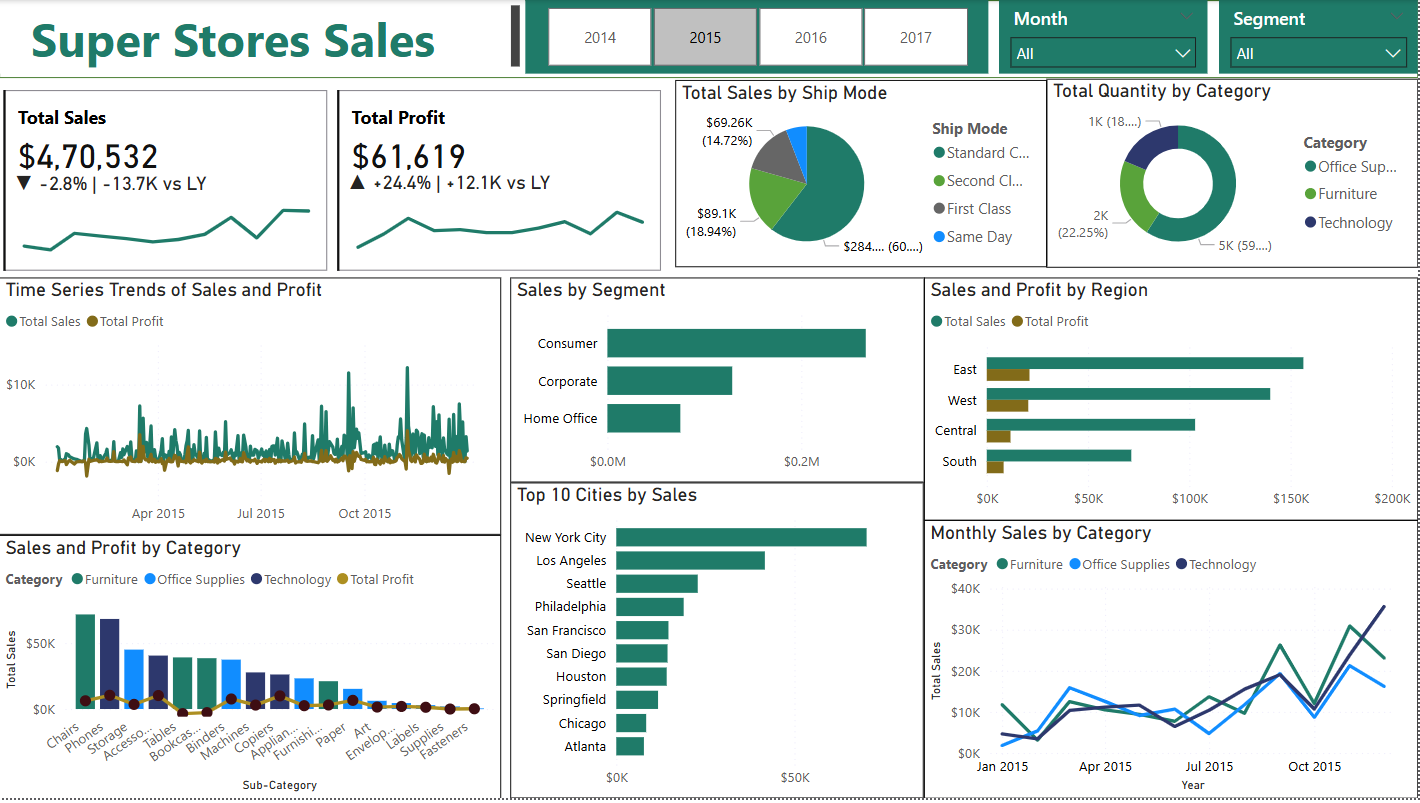 Super Stores Sales
2014
2015
2016
2017
Month
All
Segment
All
Total Sales
$4,70,532
▼ -2.8% | -13.7K vs LY
Total Profit
$61,619
▲ +24.4% | +12.1K vs LY
Total Sales by Ship Mode
$69.26K
(14.72%)
$89.1K
(18.94%)
$284.... (60....)
Ship Mode
Standard C...
Second Cl...
First Class
Same Day
Total Quantity by Category
1K (18....)
2K
(22.25%)
5K (59....)
Category
Office Sup...
Furniture
Technology
Time Series Trends of Sales and Profit
Total Sales Total Profit
$10K
$0K
Apr 2015 Jul 2015 Oct 2015
Sales by Segment
Consumer
Corporate
Home Office
$0.0M $0.2M
Sales and Profit by Region
Total Sales Total Profit
East
West
Central
South
$0K $50K $100K $150K $200K
Sales and Profit by Category
Category Furniture Office Supplies Technology Total Profit
Total Sales
$50K
$0K
Chairs
Phones
Storage
Accesso...
Tables
Bookcas...
Binders
Machines
Copiers
Applian...
Furnishi...
Paper
Art
Envelop...
Labels
Supplies
Fasteners
Sub-Category
Top 10 Cities by Sales
New York City
Los Angeles
Seattle
Philadelphia
San Francisco
San Diego
Houston
Springfield
Chicago
Atlanta
$0K $50K
Monthly Sales by Category
Category Furniture Office Supplies Technology
Total Sales
$40K
$30K
$20K
$10K
$0K
Jan 2015 Apr 2015 Jul 2015 Oct 2015
Year